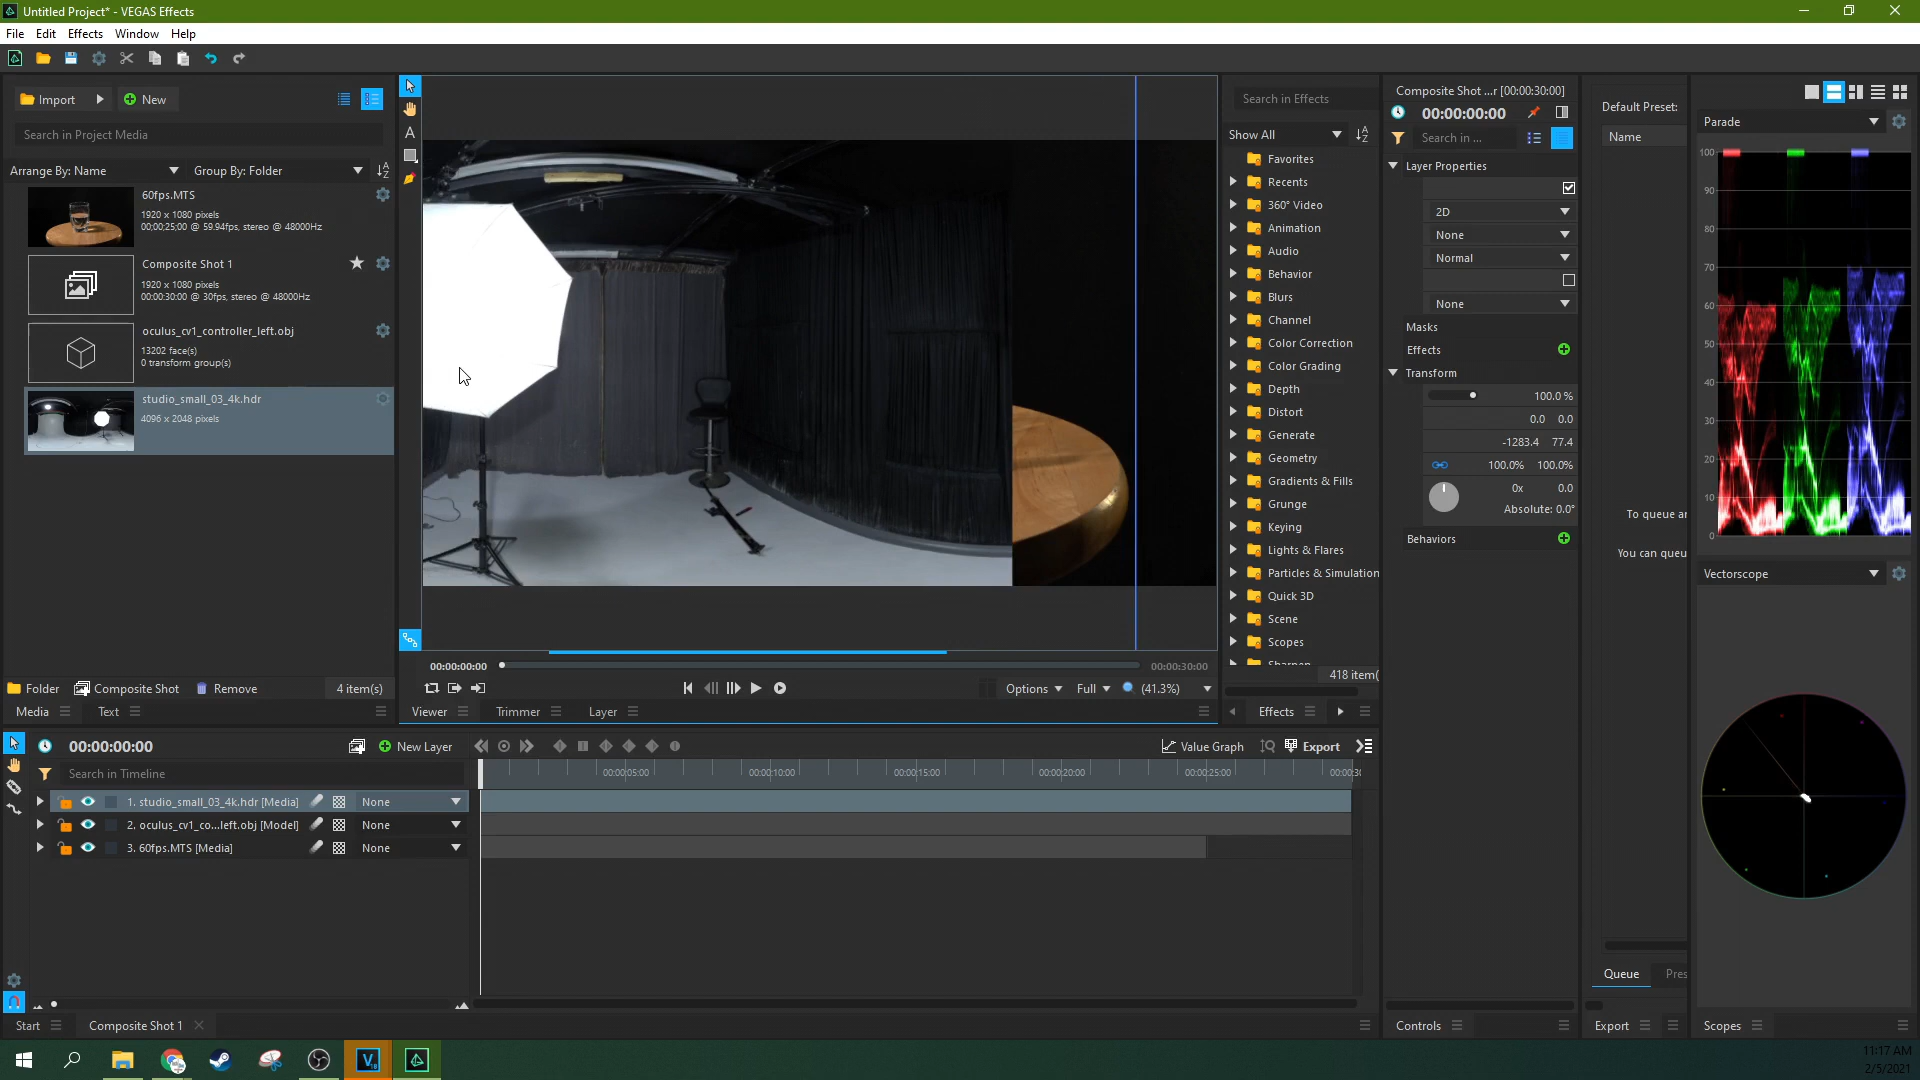 Untitled Project* - VEGAS Effects
File Edit Effects Window Help
Import New
Search in Project Media
Arrange By: Name Group By: Folder
60fps.MTS
1920 x 1080 pixels
00;00;25;00 @ 59.94fps, stereo @ 48000Hz
Composite Shot 1
1920 x 1080 pixels
00:00:30:00 @ 30fps, stereo @ 48000Hz
oculus_cv1_controller_left.obj
13202 face(s)
0 transform group(s)
studio_small_03_4k.hdr
4096 x 2048 pixels
Folder Composite Shot Remove 4 item(s)
Media Text
00:00:00:00 00:00:30:00
Options Full (41.3%)
Viewer Trimmer Layer
Search in Effects
Show All
Favorites
Recents
360° Video
Animation
Audio
Behavior
Blurs
Channel
Color Correction
Color Grading
Depth
Distort
Generate
Geometry
Gradients & Fills
Grunge
Keying
Lights & Flares
Particles & Simulation
Quick 3D
Scene
Scopes
Sharpen
418 item(
Effects
Composite Shot ...r [00:00:30:00]
00:00:00:00
Search in ...
Layer Properties
2D
None
Normal
None
Masks
Effects
Transform
100.0 %
0.0 0.0
-1283.4 77.4
100.0% 100.0%
0x 0.0
Absolute: 0.0°
Behaviors
Controls
Default Preset:
Name
To queue ar
You can queu
Queue Pres
Export
Parade
100
90
80
70
60
50
40
30
20
10
0
Vectorscope
Scopes
00:00:00:00 New Layer Value Graph Export
Search in Timeline
00:00:05:00 00:00:10:00 00:00:15:00 00:00:20:00 00:00:25:00 00:00:30
1. studio_small_03_4k.hdr [Media] None
2. oculus_cv1_co...left.obj [Model] None
3. 60fps.MTS [Media] None
Start Composite Shot 1
11:17 AM
2/5/2021